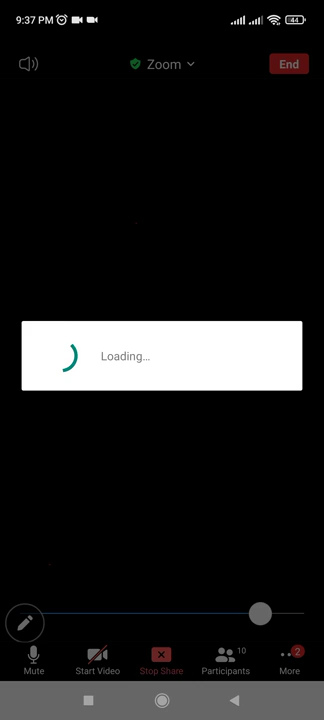 9:37 PM
44
Zoom
End
Loading...
10
2
Mute
Start Video
Stop Share
Participants
More